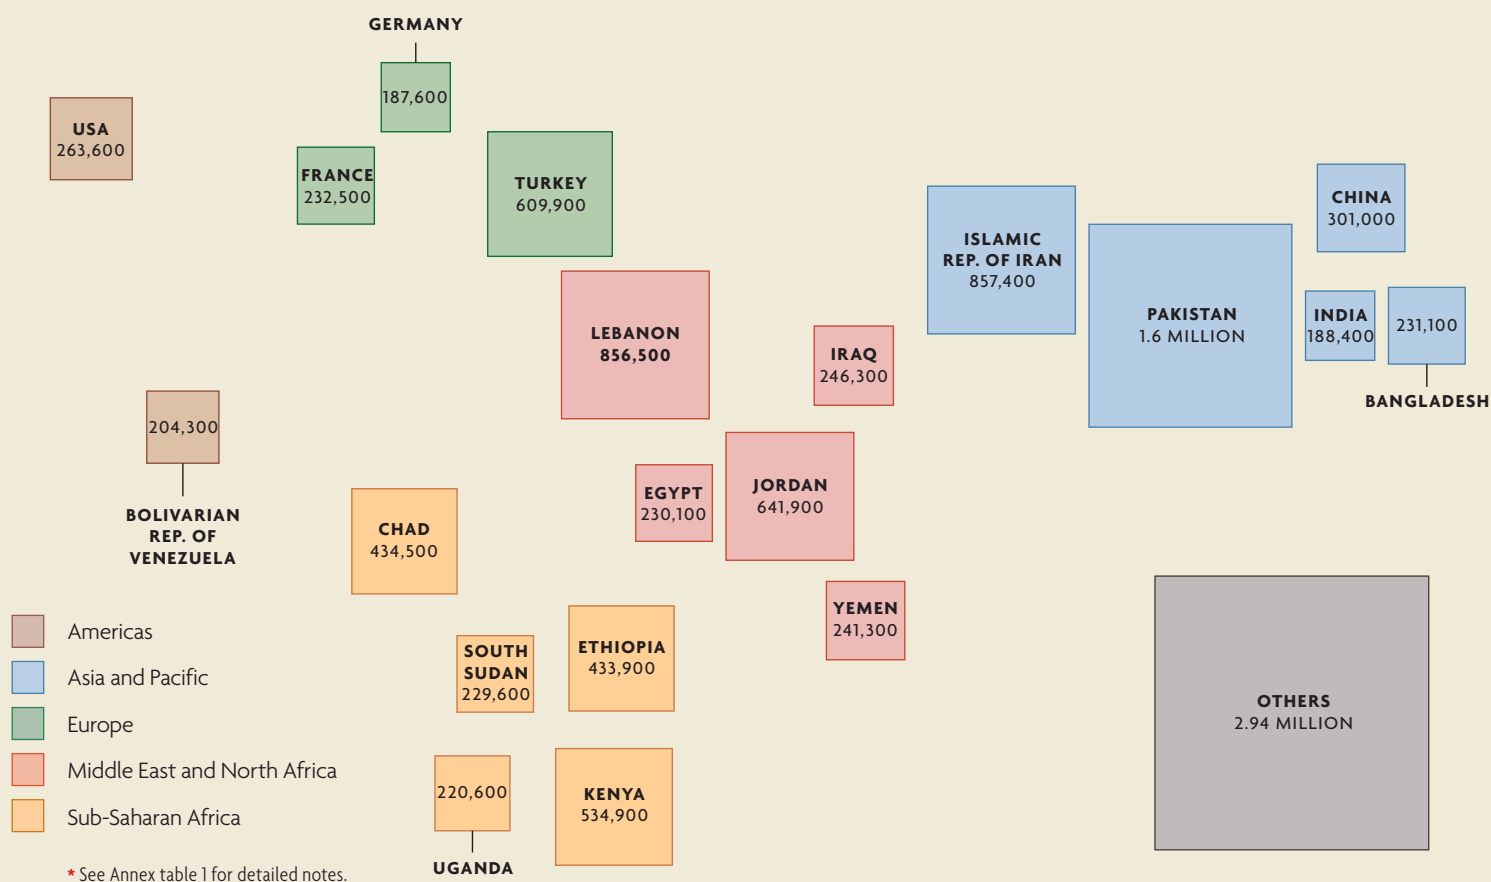 GERMANY
187,600
USA
263,600
FRANCE
232,500
TURKEY
609,900
CHINA
301,000
ISLAMIC
REP. OF IRAN
857,400
PAKISTAN
1.6 MILLION
INDIA
188,400
231,100
BANGLADESH
LEBANON
856,500
IRAQ
246,300
204,300
BOLIVARIAN
REP. OF
VENEZUELA
CHAD
434,500
EGYPT
230,100
JORDAN
641,900
YEMEN
241,300
SOUTH
SUDAN
229,600
ETHIOPIA
433,900
OTHERS
2.94 MILLION
220,600
UGANDA
KENYA
534,900
Americas
Asia and Pacific
Europe
Middle East and North Africa
Sub-Saharan Africa
* See Annex table 1 for detailed notes.